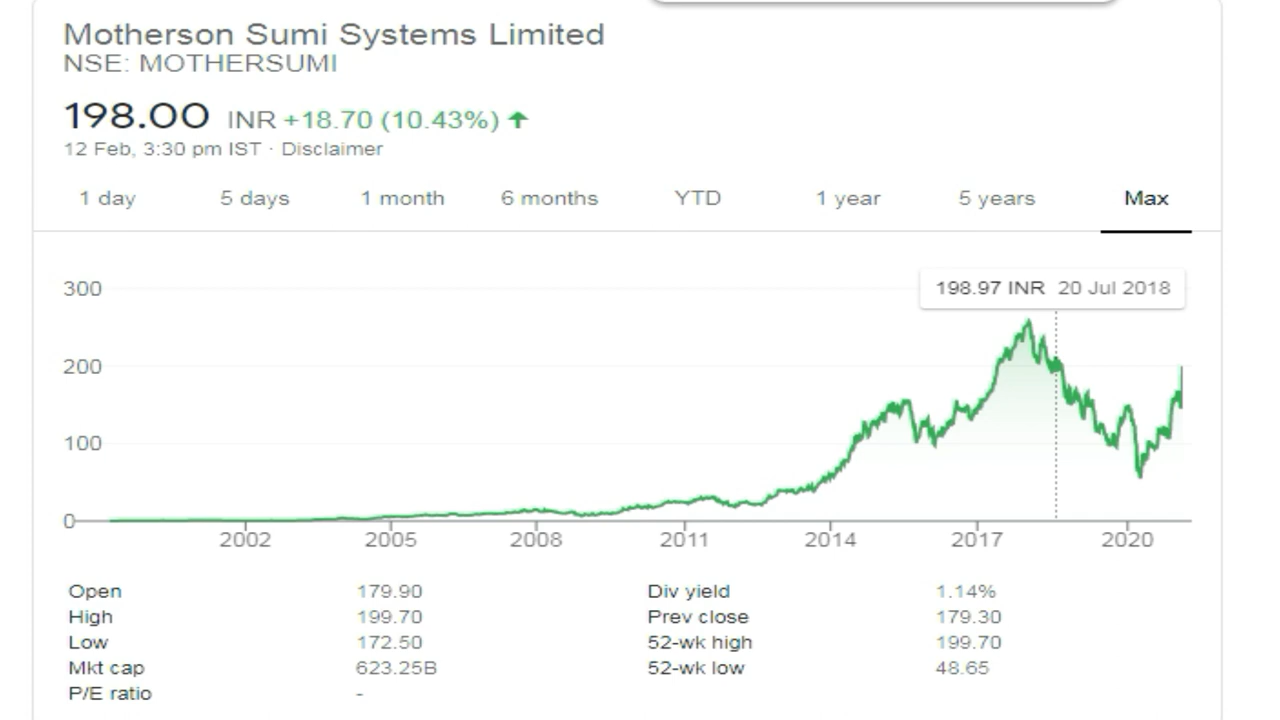 Motherson Sumi Systems Limited
NSE: MOTHERSUMI
198.00 INR +18.70 (10.43%) ↑
12 Feb, 3:30 pm IST · Disclaimer
1 day 5 days 1 month 6 months YTD 1 year 5 years Max
198.97 INR 20 Jul 2018
300
200
100
0
2002 2005 2008 2011 2014 2017 2020
Open 179.90 Div yield 1.14%
High 199.70 Prev close 179.30
Low 172.50 52-wk high 199.70
Mkt cap 623.25B 52-wk low 48.65
P/E ratio -